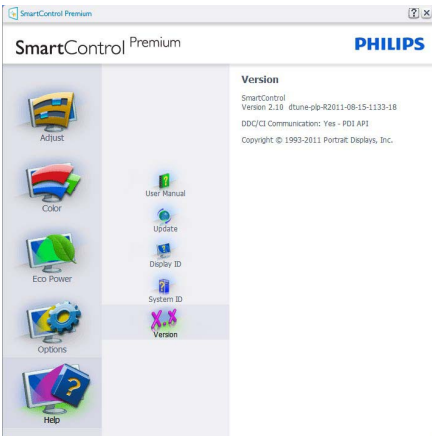 SmartControl Premium
SmartControl Premium
PHILIPS
Adjust
Color
Eco Power
Options
Help
User Manual
Update
Display ID
System ID
X.x
Version
Version
SmartControl
Version 2.10 dtune-plp-R2011-08-15-1133-18
DDC/CI Communication: Yes - PDI API
Copyright © 1993-2011 Portrait Displays, Inc.